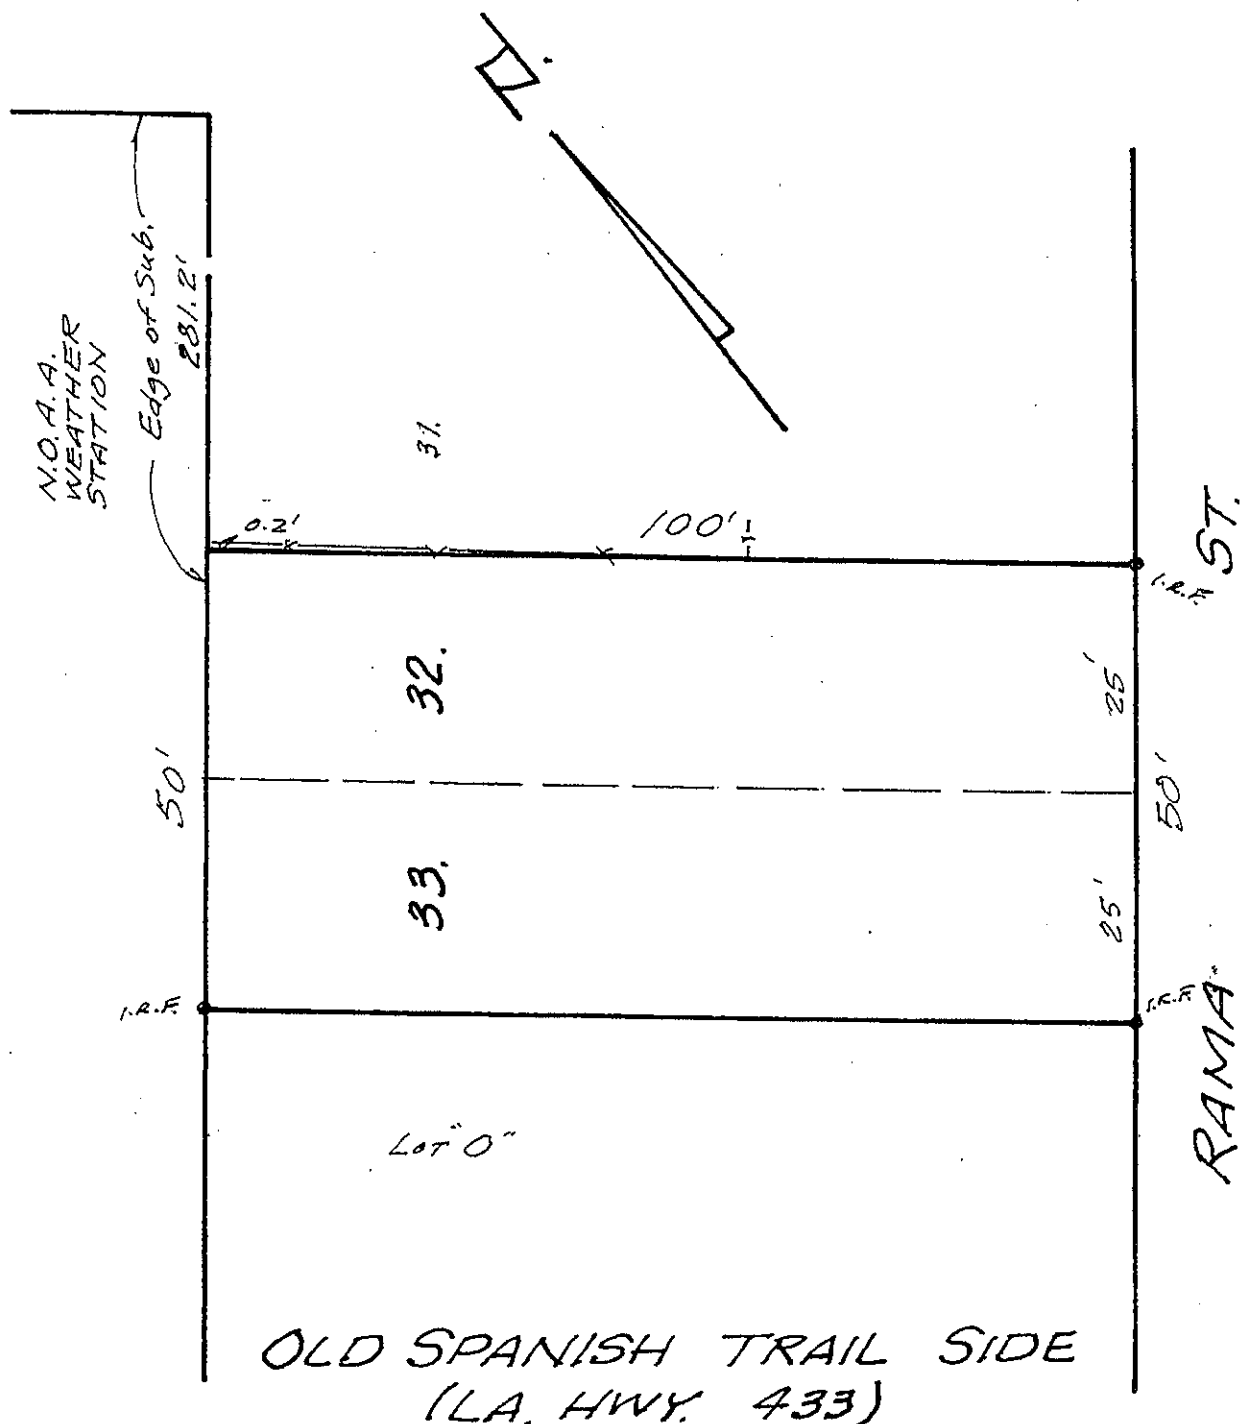 N.O.A.A.
WEATHER
STATION
Edge of Sub.
281.2'
31.
0.2'
100'
I.R.F.
ST.
32.
25'
50'
50'
33.
25'
I.R.F.
I.R.F.
RAMA
LOT "O"
OLD SPANISH TRAIL SIDE
(LA. HWY. 433)